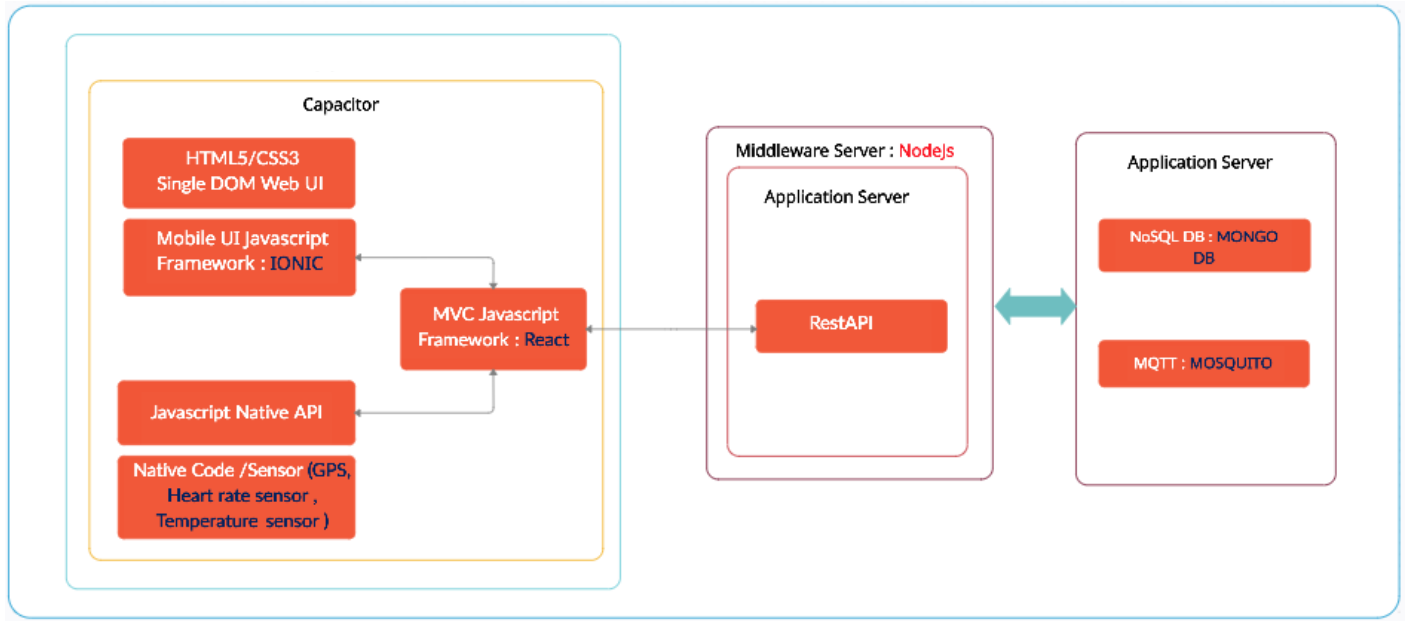 Capacitor
HTML5/CSS3
Single DOM Web UI
Mobile UI Javascript
Framework : IONIC
MVC Javascript
Framework : React
Javascript Native API
Native Code /Sensor (GPS,
Heart rate sensor ,
Temperature sensor )
Middleware Server : Nodejs
Application Server
RestAPI
Application Server
NoSQL DB : MONGO
DB
MQTT : MOSQUITO